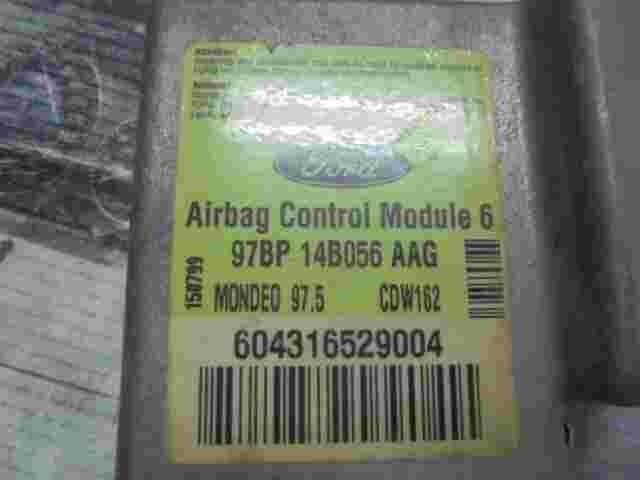 Ford
Airbag Control Module 6
97BP 14B056 AAG
150799
MONDEO 97.5 CDW162
604316529004